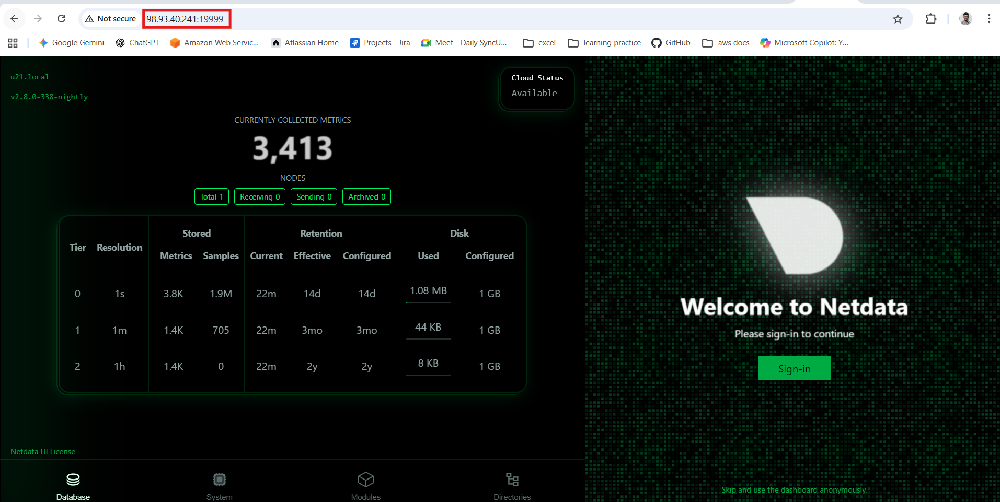 Not secure 98.93.40.241:19999
Google Gemini ChatGPT Amazon Web Servic... Atlassian Home Projects - Jira Meet - Daily SyncU... excel learning practice GitHub aws docs Microsoft Copilot: Y...
u21.local
v2.8.0-338-nightly
Cloud Status
Available
CURRENTLY COLLECTED METRICS
3,413
NODES
Total 1 Receiving 0 Sending 0 Archived 0
Stored Retention Disk
Tier Resolution
Metrics Samples Current Effective Configured Used Configured
0 1s 3.8K 1.9M 22m 14d 14d 1.08 MB 1 GB
1 1m 1.4K 705 22m 3mo 3mo 44 KB 1 GB
2 1h 1.4K 0 22m 2y 2y 8 KB 1 GB
Netdata UI License
Database System Modules Directories
Welcome to Netdata
Please sign-in to continue
Sign-in
Skip and use the dashboard anonymously.